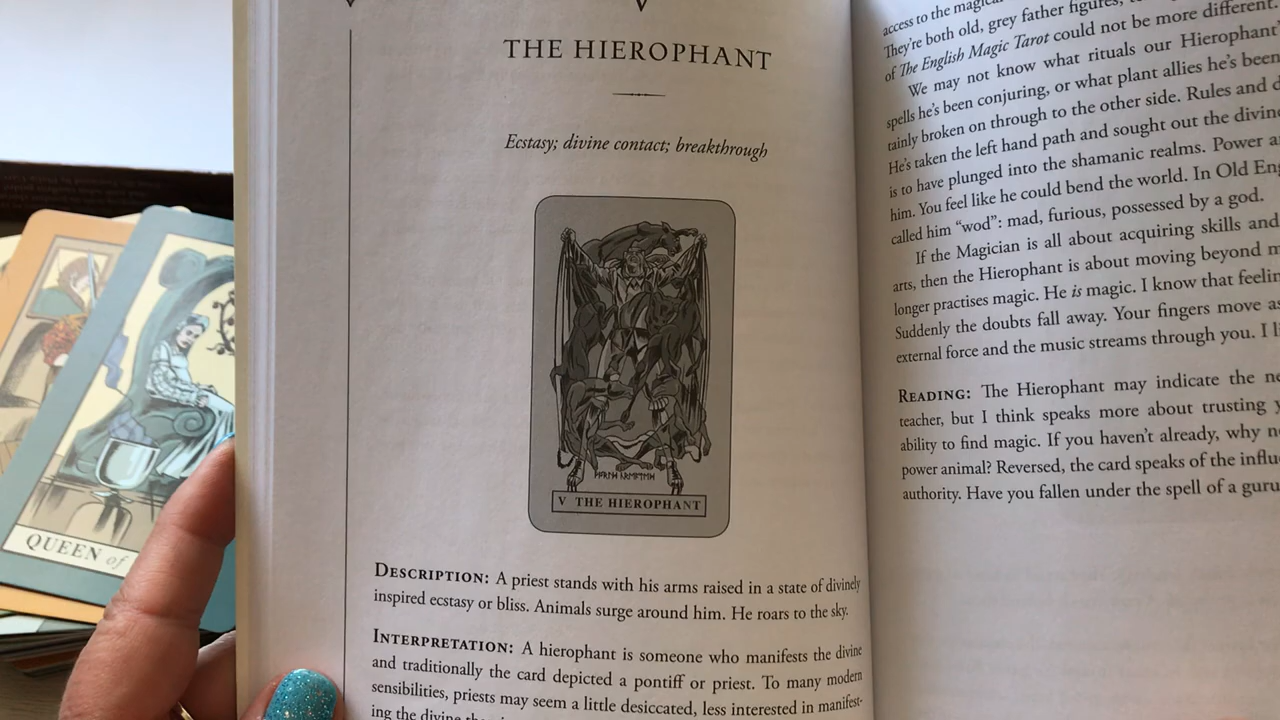 QUEEN of
THE HIEROPHANT
Ecstasy; divine contact; breakthrough
V THE HIEROPHANT
DESCRIPTION: A priest stands with his arms raised in a state of divinely
inspired ecstasy or bliss. Animals surge around him. He roars to the sky.
INTERPRETATION: A hierophant is someone who manifests the divine
and traditionally the card depicted a pontiff or priest. To many modern
sensibilities, priests may seem a little desiccated, less interested in manifest-
ing the divine
access to the magical
They're both old, grey father figures,
of The English Magic Tarot could not be more different.
We may not know what rituals our Hierophant
spells he's been conjuring, or what plant allies he's been
tainly broken on through to the other side. Rules and
He's taken the left hand path and sought out the divine
is to have plunged into the shamanic realms. Power
him. You feel like he could bend the world. In Old
called him "wod": mad, furious, possessed by a god.
If the Magician is all about acquiring skills and
arts, then the Hierophant is about moving beyond
longer practises magic. He is magic. I know that
Suddenly the doubts fall away. Your fingers move
external force and the music streams through you. I
READING: The Hierophant may indicate the
teacher, but I think speaks more about trusting
ability to find magic. If you haven't already, why
power animal? Reversed, the card speaks of the
authority. Have you fallen under the spell of a guru